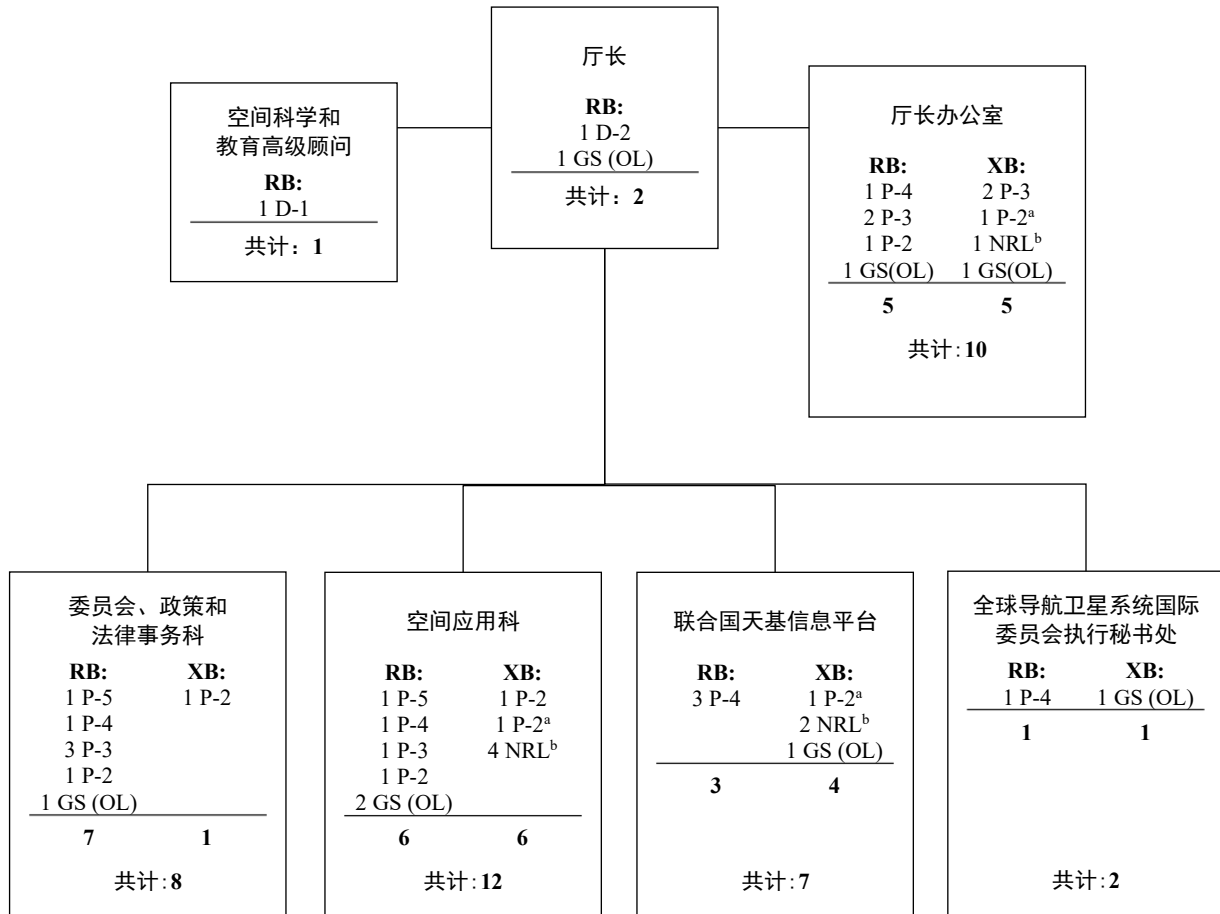 厅长
RB:
1 D-2
1 GS (OL)
共计：2
空间科学和
教育高级顾问
RB:
1 D-1
共计：1
厅长办公室
RB: XB:
1 P-4 2 P-3
2 P-3 1 P-2ᵃ
1 P-2 1 NRLᵇ
1 GS(OL) 1 GS(OL)
5 5
共计:10
委员会、政策和
法律事务科
RB: XB:
1 P-5 1 P-2
1 P-4
3 P-3
1 P-2
1 GS (OL)
7 1
共计:8
空间应用科
RB: XB:
1 P-5 1 P-2
1 P-4 1 P-2ᵃ
1 P-3 4 NRLᵇ
1 P-2
2 GS (OL)
6 6
共计:12
联合国天基信息平台
RB: XB:
3 P-4 1 P-2ᵃ
2 NRLᵇ
1 GS (OL)
3 4
共计:7
全球导航卫星系统国际
委员会执行秘书处
RB: XB:
1 P-4 1 GS (OL)
1 1
共计:2